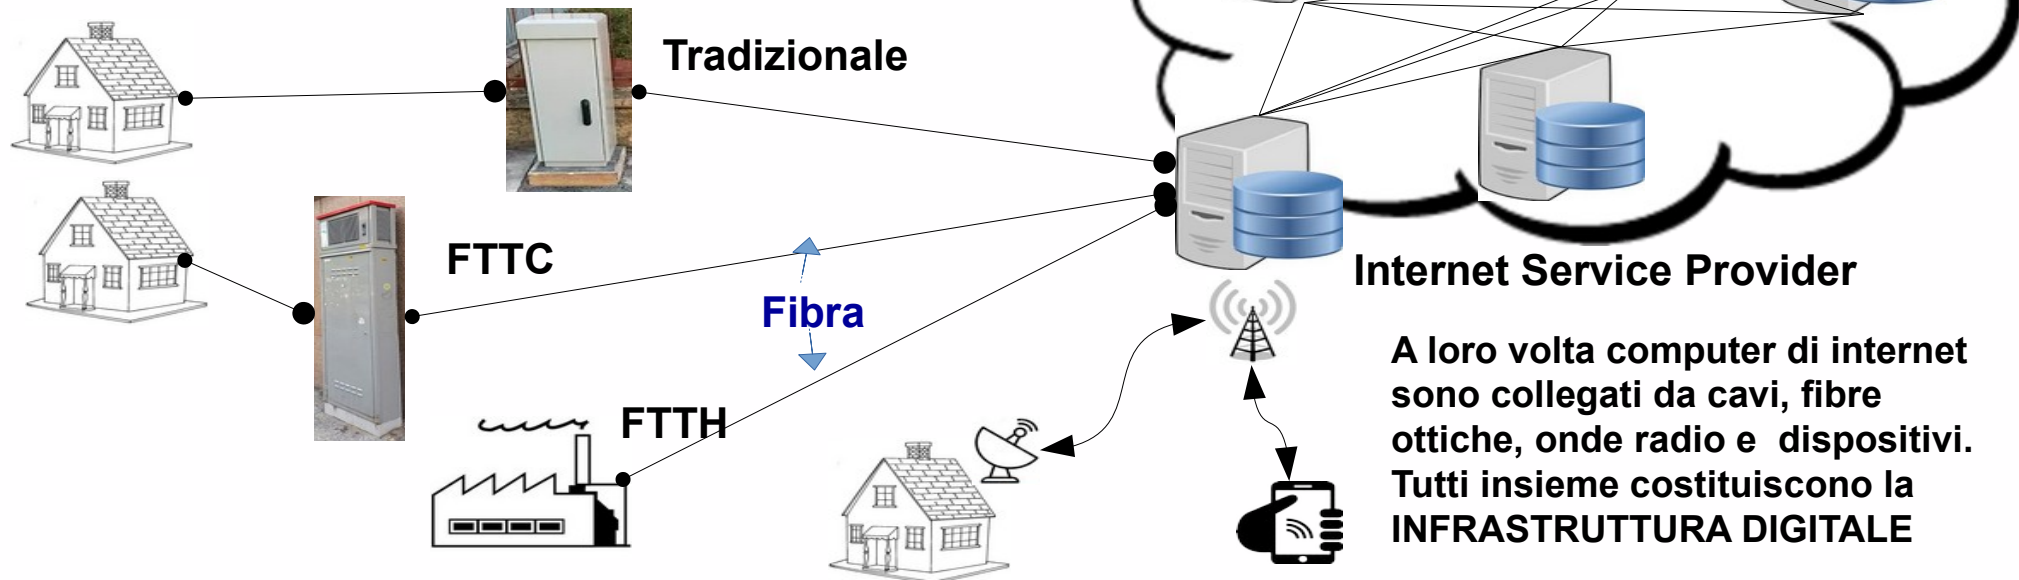 Tradizionale
FTTC
Fibra
FTTH
Internet Service Provider
A loro volta computer di internet
sono collegati da cavi, fibre
ottiche, onde radio e  dispositivi.
Tutti insieme costituiscono la
INFRASTRUTTURA DIGITALE